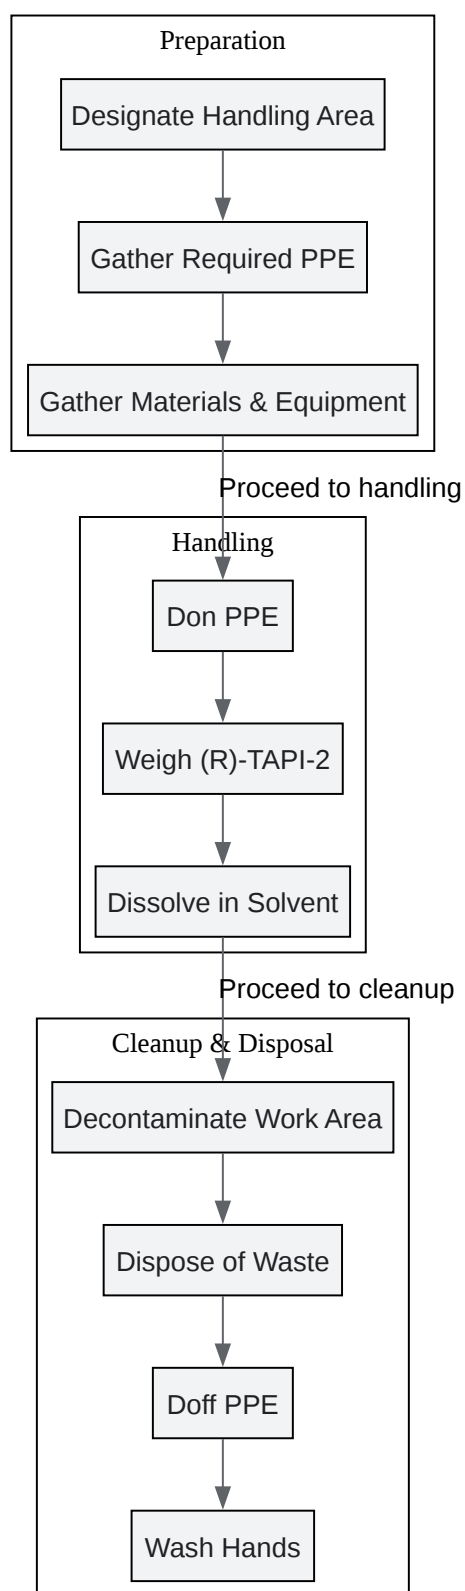 Preparation
Designate Handling Area
Gather Required PPE
Gather Materials & Equipment
Proceed to handling
Handling
Don PPE
Weigh (R)-TAPI-2
Dissolve in Solvent
Proceed to cleanup
Cleanup & Disposal
Decontaminate Work Area
Dispose of Waste
Doff PPE
Wash Hands